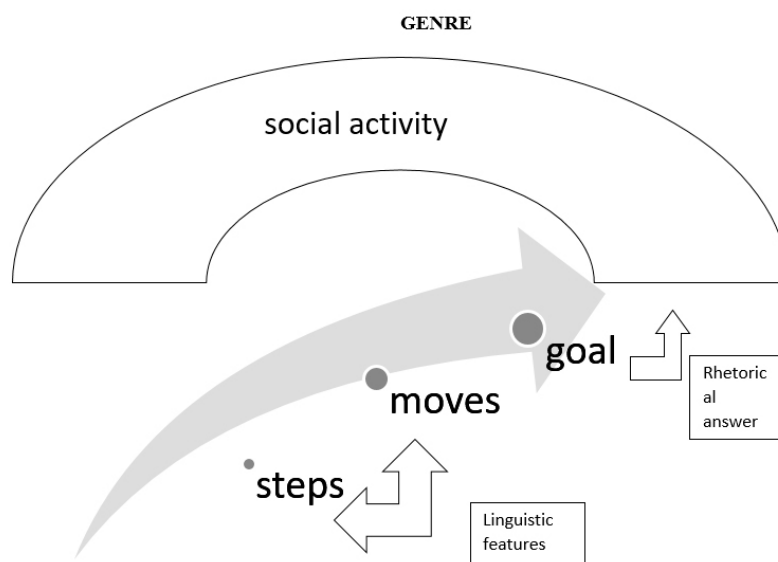 GENRE
social activity
goal
moves
steps
Rhetoric
al
answer
Linguistic
features